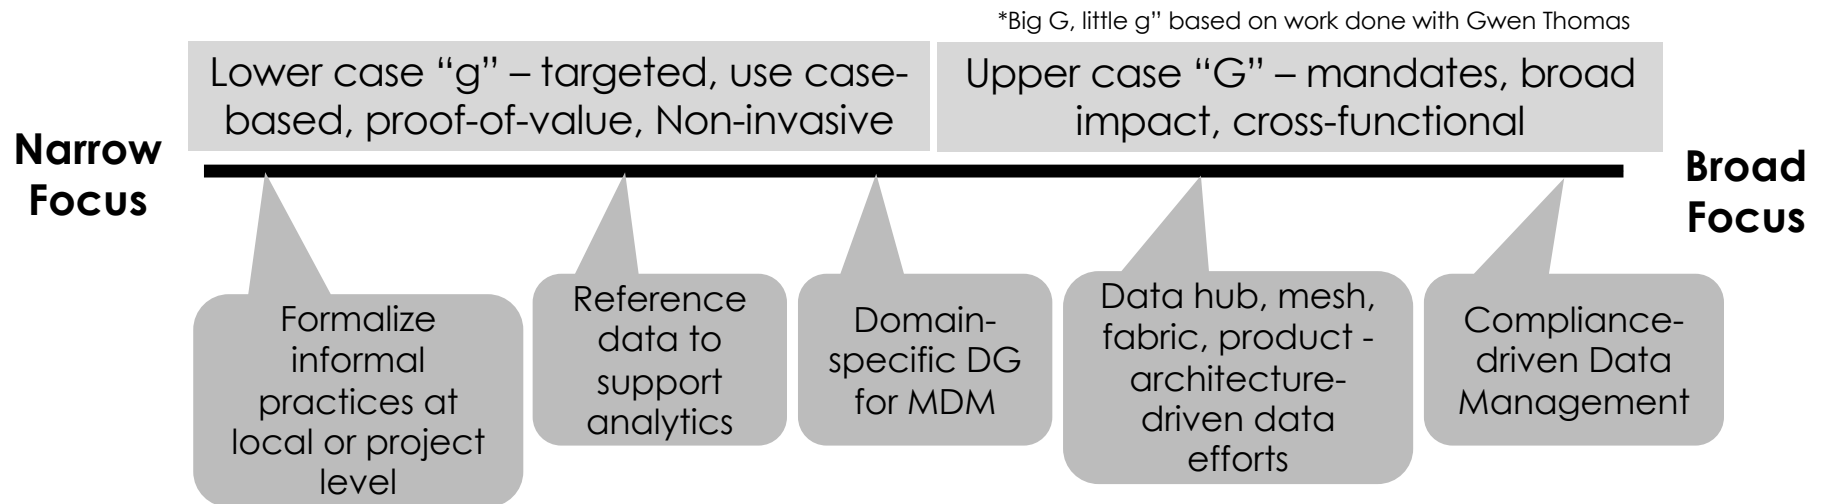 *Big G, little g” based on work done with Gwen Thomas
Lower case “g” – targeted, use case-
based, proof-of-value, Non-invasive
Upper case “G” – mandates, broad
impact, cross-functional
Narrow
Focus
Broad
Focus
Formalize
informal
practices at
local or project
level
Reference
data to
support
analytics
Domain-
specific DG
for MDM
Data hub, mesh,
fabric, product -
architecture-
driven data
efforts
Compliance-
driven Data
Management